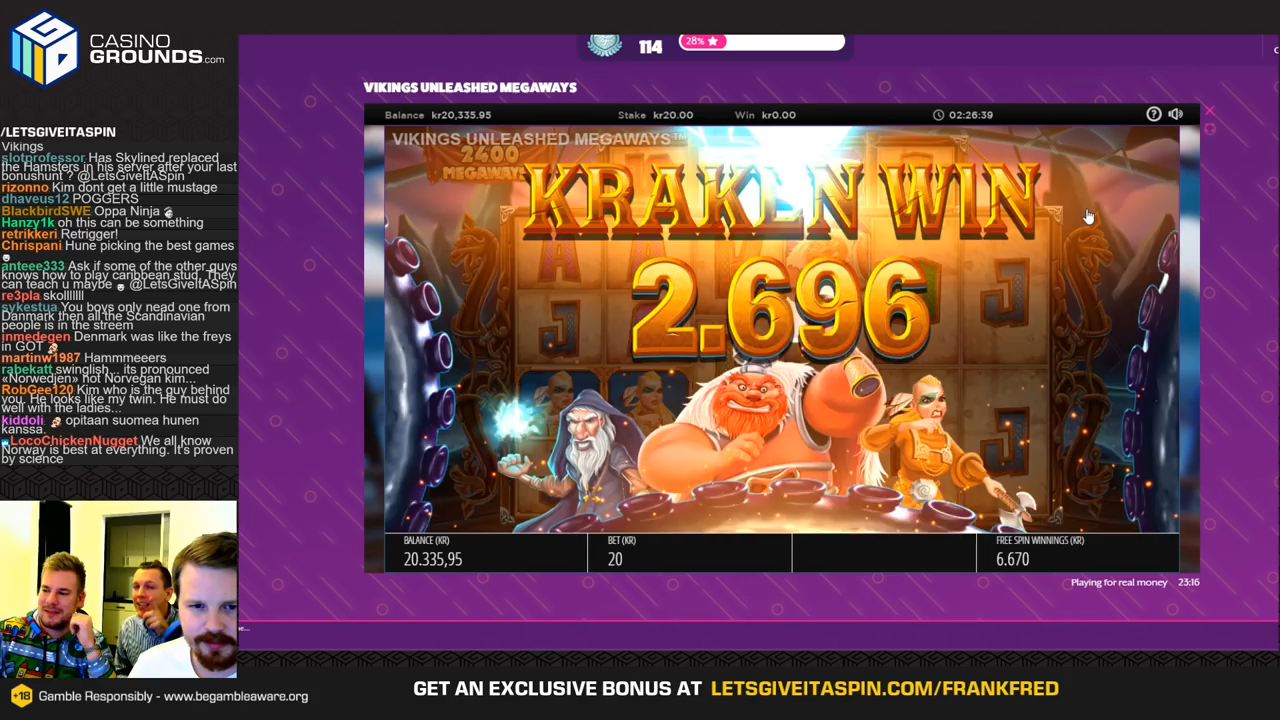 CASINO
GROUNDS.com
/LETSGIVEITASPIN
Vikings
slotprofessor Has Skylined replaced
the Hamsters in his server after your last
bonushunt ? @LetsGiveItASpin
rizonno Kim dont get a little mustage
dhaveus12 POGGERS
BlackbirdSWE Oppa Ninja
Hanzy1k oh this can be something
retrikkeri Retrigger!
Chrispani Hune picking the best games
anteee333 Ask if some of the other guys
knows how to play caribbean stud, They
can teach u maybe @LetsGiveItASpin
re3pla skollllllll
sykestua You boys only nead one from
Danmark then all the Scandinavian
people is in the streem
inmedegen Denmark was like the freys
in GOT
martinw1987 Hammmeeers
rabekatt swinglish... its pronounced
«Norwedjen» not Norvegan kim...
RobGee120 Kim who is the guy behind
you. He looks like my twin. He must do
well with the ladies...
kiddoli opitaan suomea hunen
kanssa.
LocoChickenNugget We all know
Norway is best at everything. It's proven
by science
114
28%
VIKINGS UNLEASHED MEGAWAYS
Balance kr20,335.95 Stake kr20.00 Win kr0.00 02:26:39
VIKINGS UNLEASHED MEGAWAYS™
2400
MEGAWAYS
KRAKEN WIN
2.696
A
J
J
J
J
BALANCE (KR)
20.335,95
BET (KR)
20
FREE SPIN WINNINGS (KR)
6.670
Playing for real money 23:16
+18 Gamble Responsibly - www.begambleaware.org
GET AN EXCLUSIVE BONUS AT LETSGIVEITASPIN.COM/FRANKFRED